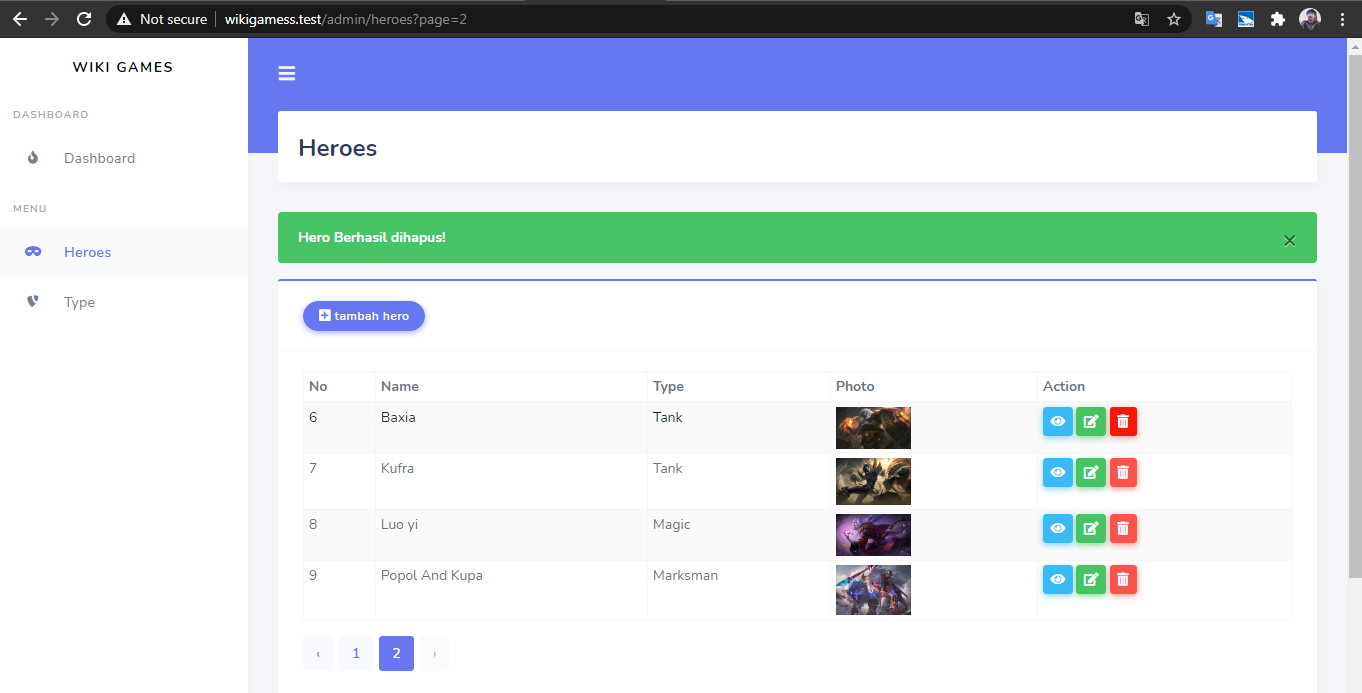 Not secure wikigamess.test/admin/heroes?page=2
WIKI GAMES
DASHBOARD
Dashboard
MENU
Heroes
Type
Heroes
Hero Berhasil dihapus!
×
tambah hero
No Name Type Photo Action
6 Baxia Tank
7 Kufra Tank
8 Luo yi Magic
9 Popol And Kupa Marksman
‹ 1 2 ›